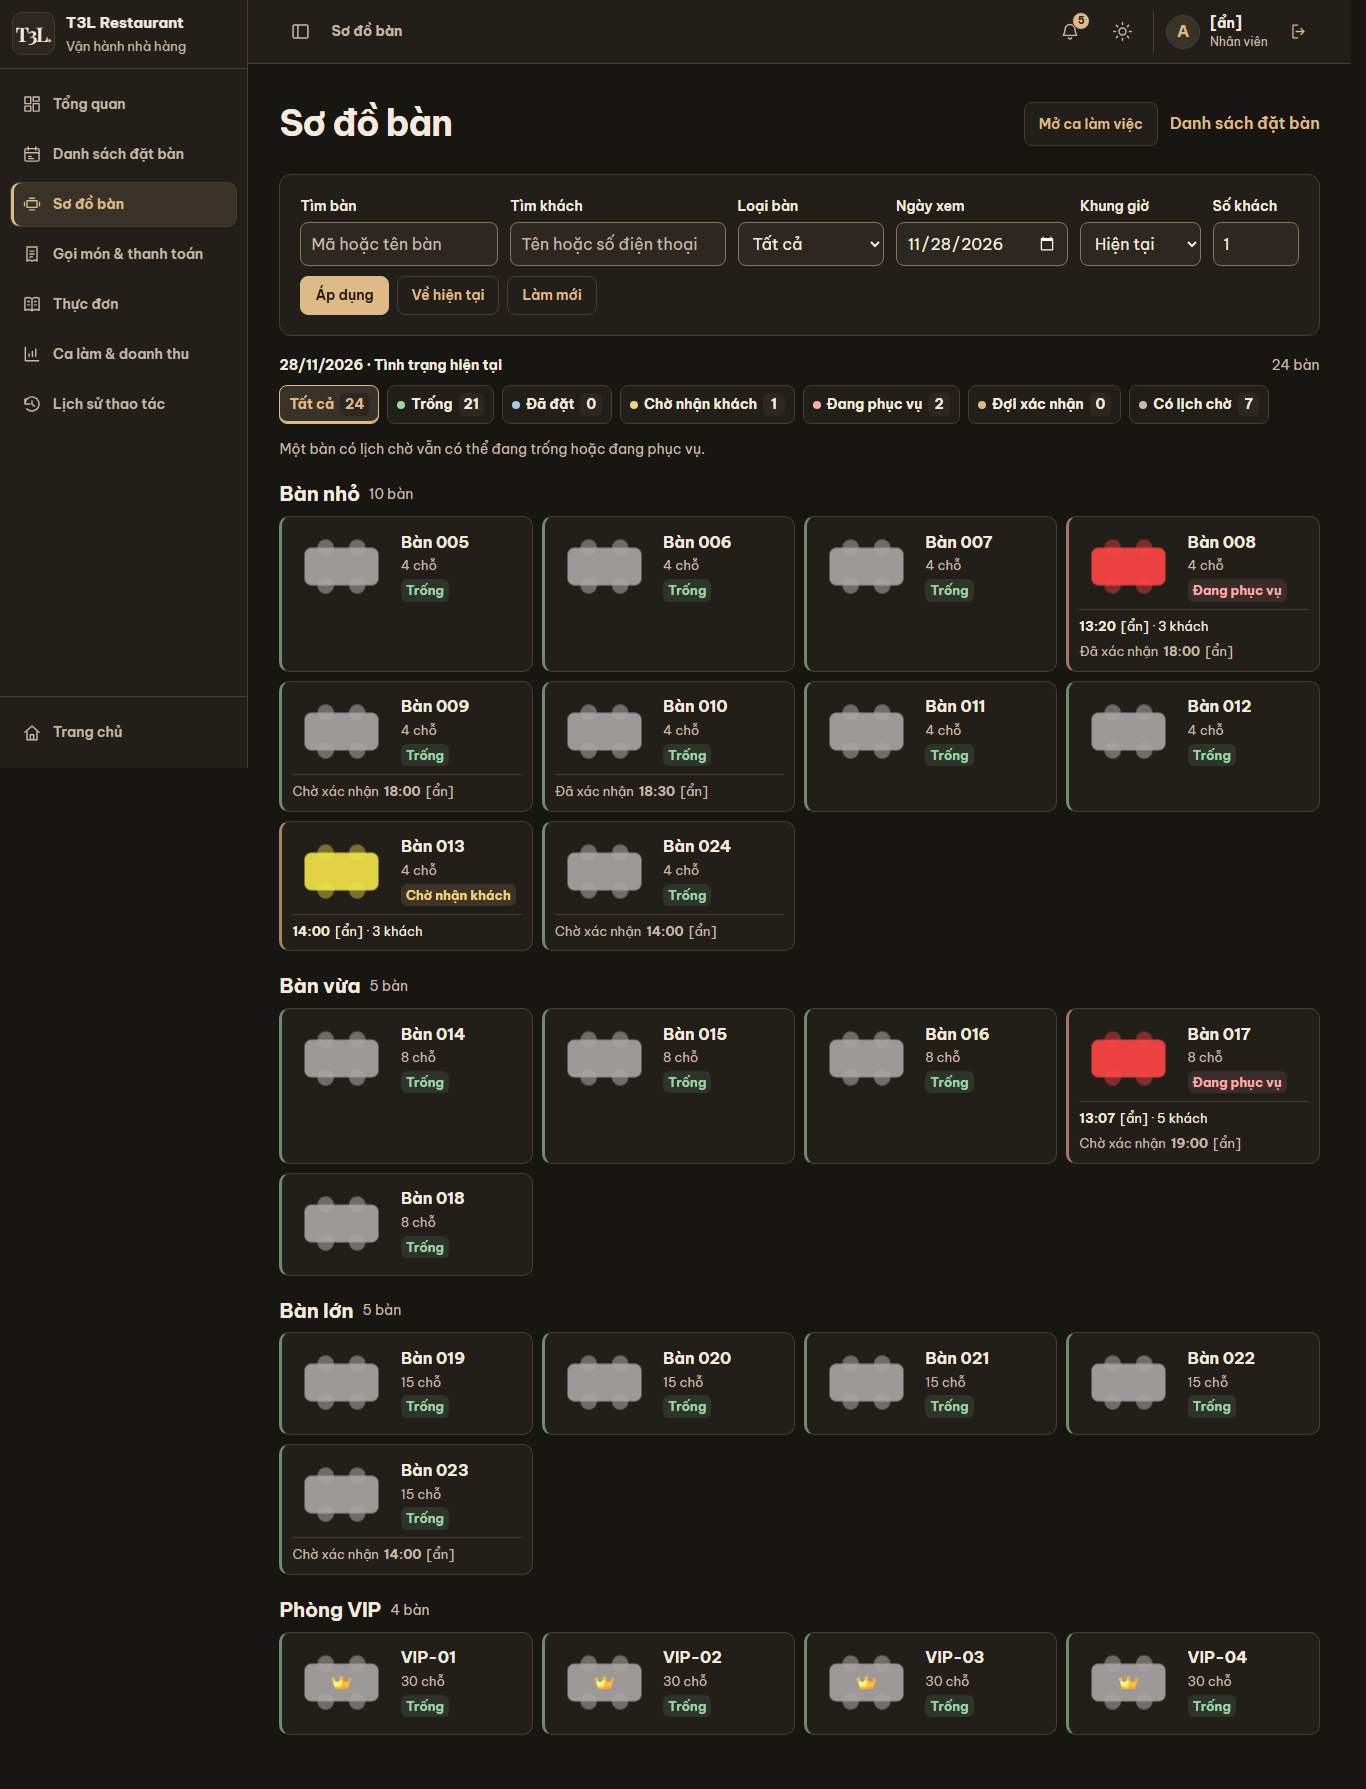 T3L
T3L Restaurant
Vận hành nhà hàng
Tổng quan
Danh sách đặt bàn
Sơ đồ bàn
Gọi món & thanh toán
Thực đơn
Ca làm & doanh thu
Lịch sử thao tác
Trang chủ
Sơ đồ bàn
5
A
[ẩn]
Nhân viên
Sơ đồ bàn
Mở ca làm việc
Danh sách đặt bàn
Tìm bàn
Tìm khách
Loại bàn
Ngày xem
Khung giờ
Số khách
Mã hoặc tên bàn
Tên hoặc số điện thoại
Tất cả
11/28/2026
Hiện tại
1
Áp dụng
Về hiện tại
Làm mới
28/11/2026 · Tình trạng hiện tại
24 bàn
Tất cả 24
Trống 21
Đã đặt 0
Chờ nhận khách 1
Đang phục vụ 2
Đợi xác nhận 0
Có lịch chờ 7
Một bàn có lịch chờ vẫn có thể đang trống hoặc đang phục vụ.
Bàn nhỏ 10 bàn
Bàn 005
4 chỗ
Trống
Bàn 006
4 chỗ
Trống
Bàn 007
4 chỗ
Trống
Bàn 008
4 chỗ
Đang phục vụ
13:20 [ẩn] · 3 khách
Đã xác nhận 18:00 [ẩn]
Bàn 009
4 chỗ
Trống
Chờ xác nhận 18:00 [ẩn]
Bàn 010
4 chỗ
Trống
Đã xác nhận 18:30 [ẩn]
Bàn 011
4 chỗ
Trống
Bàn 012
4 chỗ
Trống
Bàn 013
4 chỗ
Chờ nhận khách
14:00 [ẩn] · 3 khách
Bàn 024
4 chỗ
Trống
Chờ xác nhận 14:00 [ẩn]
Bàn vừa 5 bàn
Bàn 014
8 chỗ
Trống
Bàn 015
8 chỗ
Trống
Bàn 016
8 chỗ
Trống
Bàn 017
8 chỗ
Đang phục vụ
13:07 [ẩn] · 5 khách
Chờ xác nhận 19:00 [ẩn]
Bàn 018
8 chỗ
Trống
Bàn lớn 5 bàn
Bàn 019
15 chỗ
Trống
Bàn 020
15 chỗ
Trống
Bàn 021
15 chỗ
Trống
Bàn 022
15 chỗ
Trống
Bàn 023
15 chỗ
Trống
Chờ xác nhận 14:00 [ẩn]
Phòng VIP 4 bàn
VIP-01
30 chỗ
Trống
VIP-02
30 chỗ
Trống
VIP-03
30 chỗ
Trống
VIP-04
30 chỗ
Trống